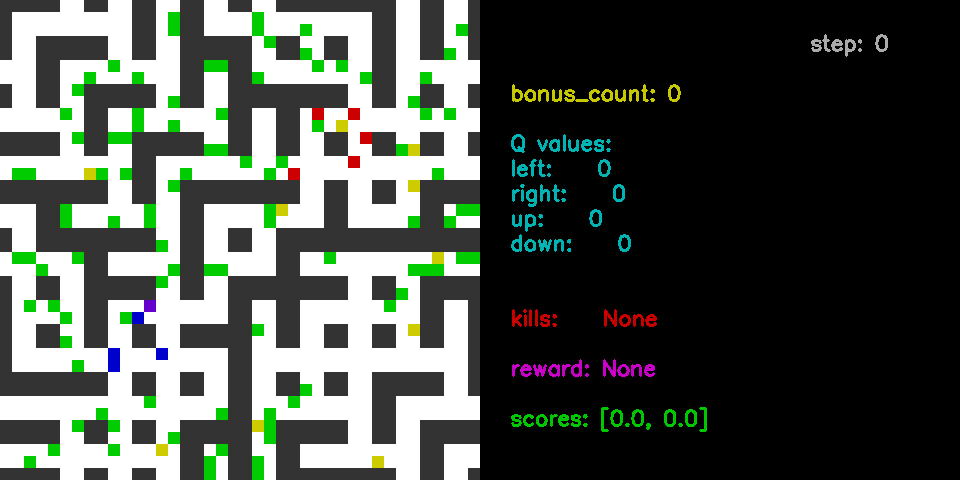 step: 0
bonus_count: 0
Q values:
left: 0
right: 0
up: 0
down: 0
kills: None
reward: None
scores: [0.0, 0.0]